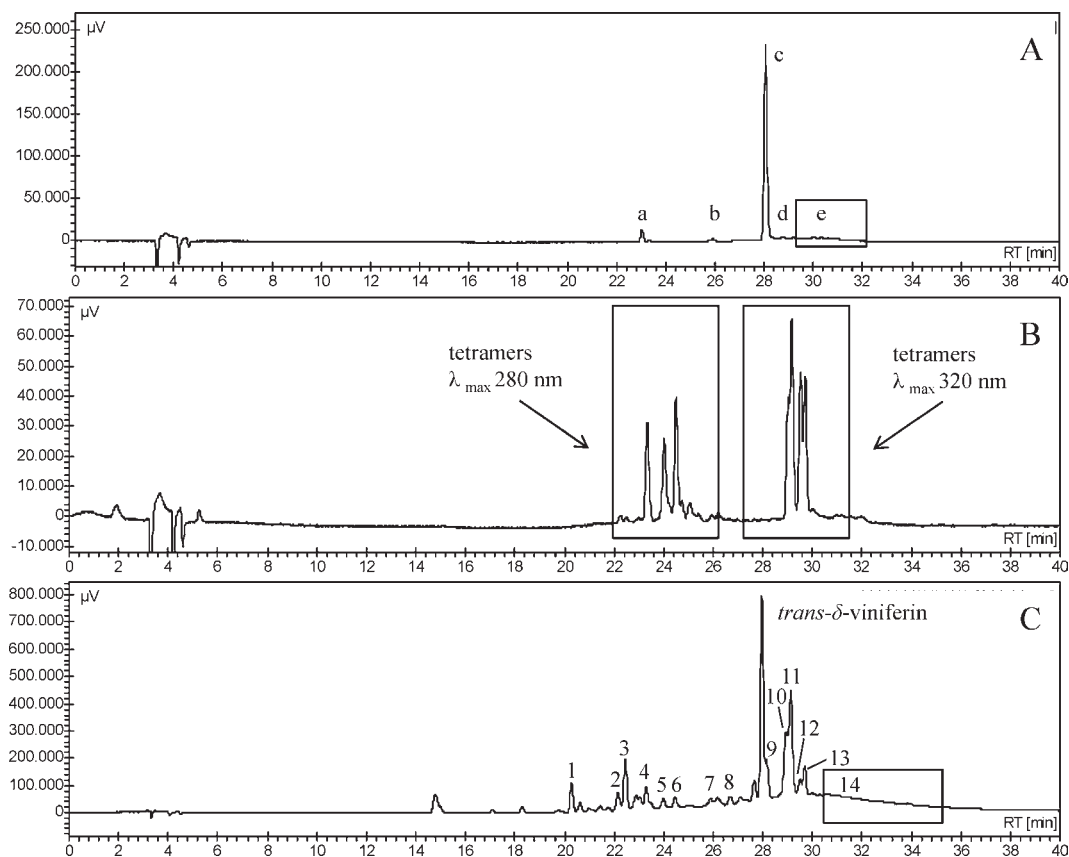 250.000
µV
A
200.000
c
150.000
100.000
50.000
a b d e
0
RT [min]
0 2 4 6 8 10 12 14 16 18 20 22 24 26 28 30 32 34 36 38 40
70.000
µV
B
60.000
tetramers
λ max 280 nm
tetramers
λ max 320 nm
50.000
40.000
30.000
20.000
10.000
0
-10.000
RT [min]
0 2 4 6 8 10 12 14 16 18 20 22 24 26 28 30 32 34 36 38 40
800.000
µV
trans-δ-viniferin
C
700.000
600.000
500.000
400.000
300.000
200.000
100.000
0
1 2 3 4 5 6 7 8 9 10 11 12 13 14
RT [min]
0 2 4 6 8 10 12 14 16 18 20 22 24 26 28 30 32 34 36 38 40